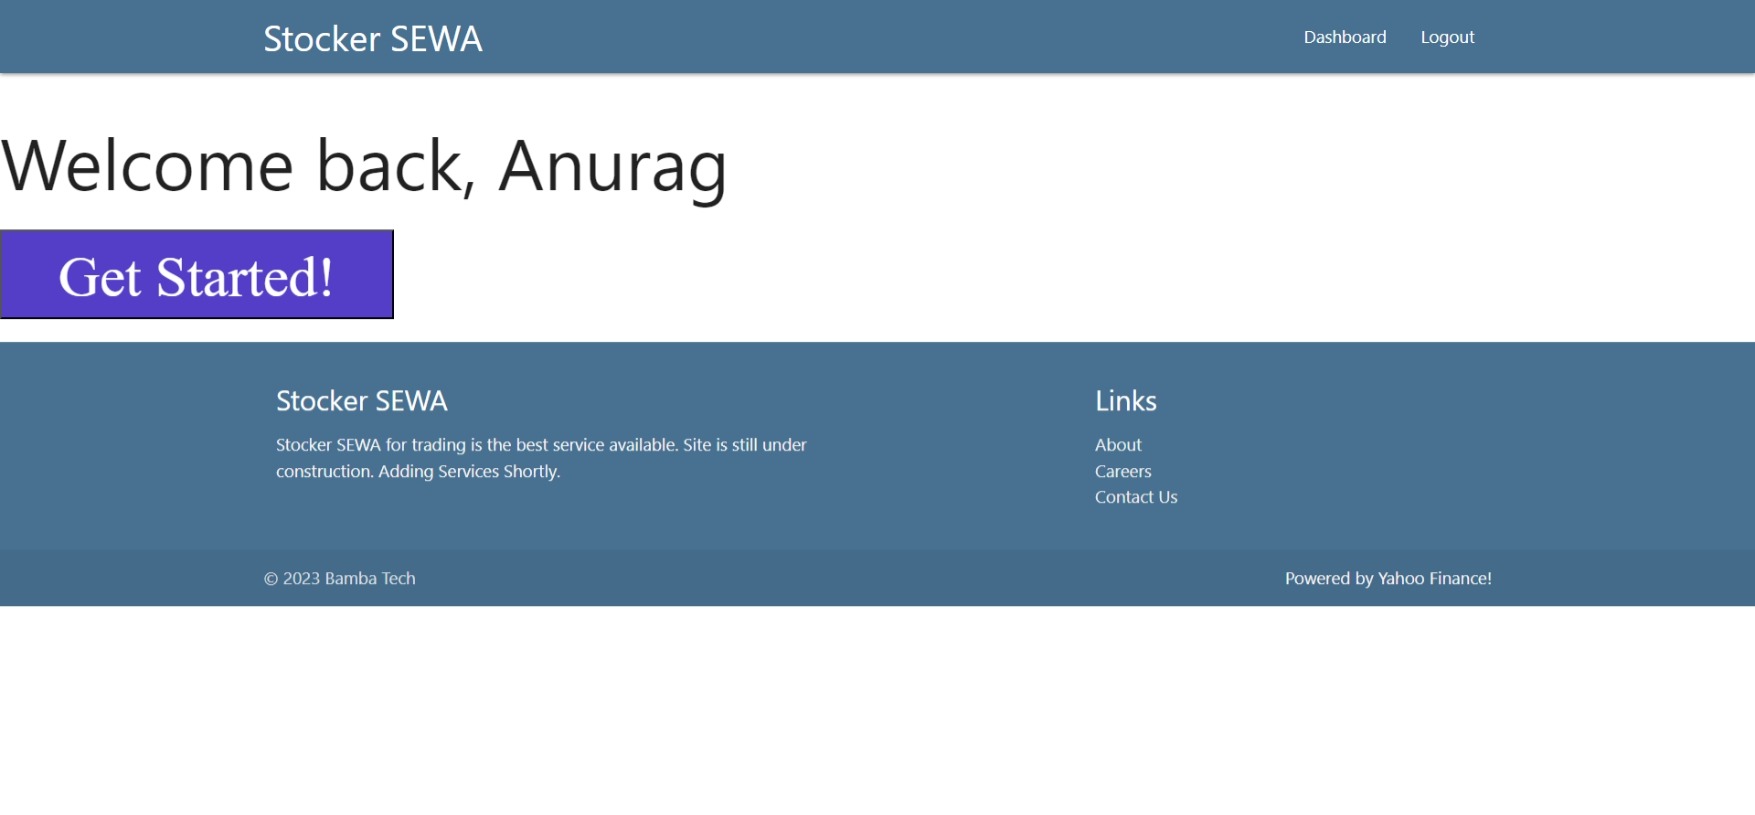 Stocker SEWA
Dashboard
Logout
Welcome back, Anurag
Get Started!
Stocker SEWA
Stocker SEWA for trading is the best service available. Site is still under
construction. Adding Services Shortly.
Links
About
Careers
Contact Us
© 2023 Bamba Tech
Powered by Yahoo Finance!